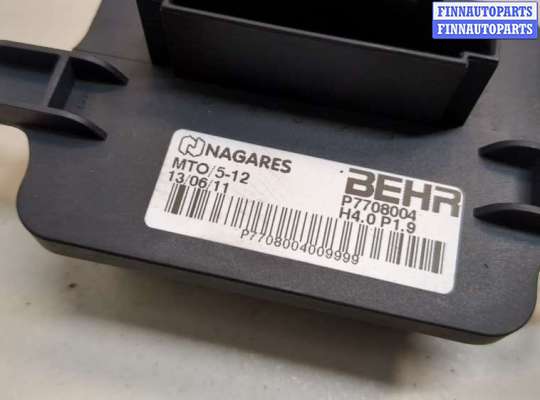 FINNAUTOPARTS
FINNAUTOPARTS
NAGARES
MTO/5-12
13/06/11
BEHR
P7708004
H4.0 P1.9
P7708004009999